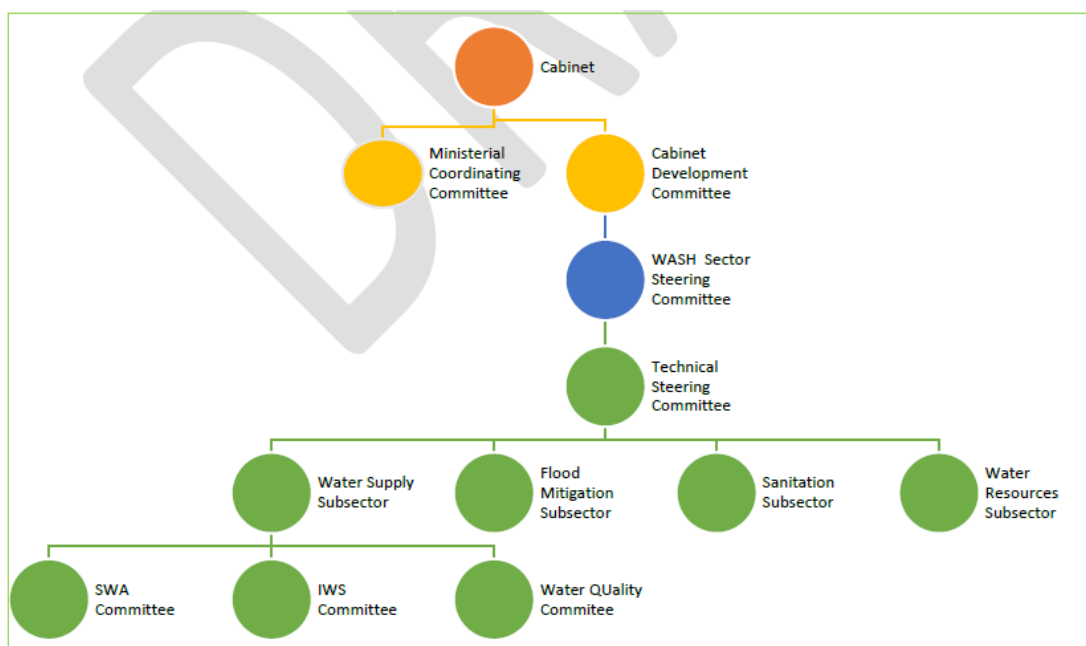 Cabinet
Ministerial
Coordinating
Committee
Cabinet
Development
Committee
WASH Sector
Steering
Committee
Technical
Steering
Committee
Water Supply
Subsector
Flood
Mitigation
Subsector
Sanitation
Subsector
Water
Resources
Subsector
SWA
Committee
IWS
Committee
Water QUality
Commitee